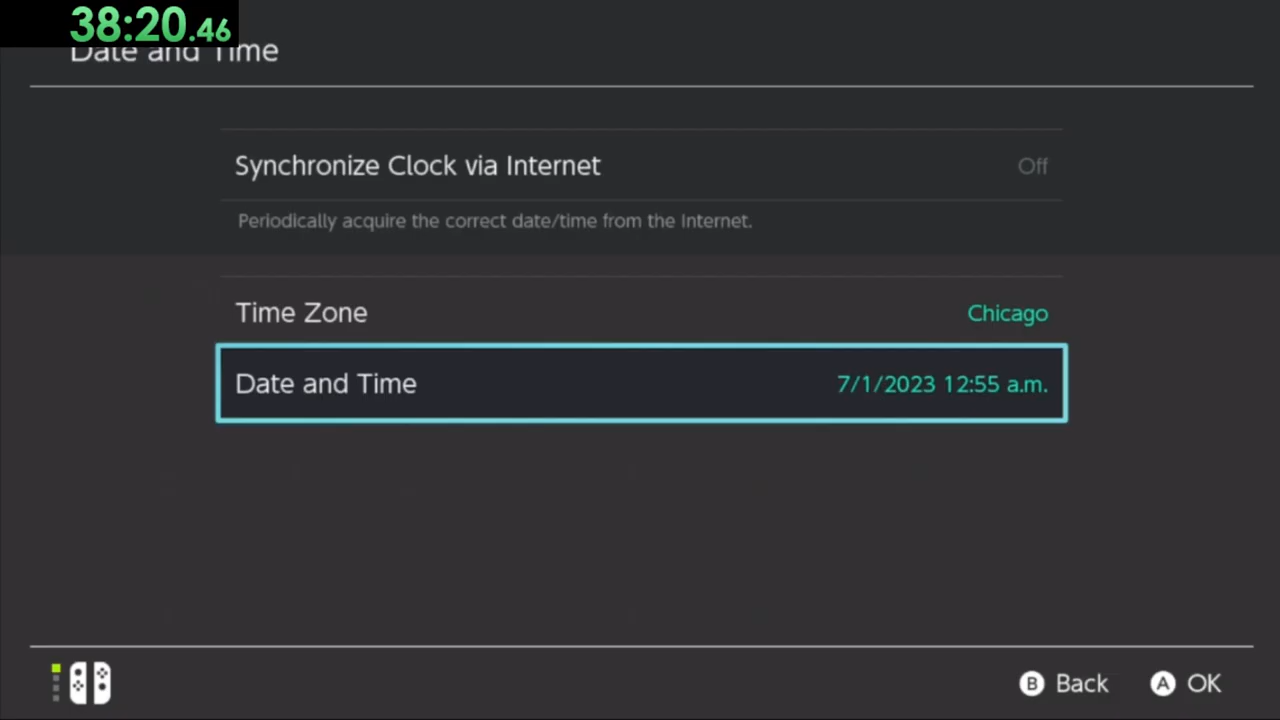 38:20.46
Date and Time
Synchronize Clock via Internet Off
Periodically acquire the correct date/time from the Internet.
Time Zone Chicago
Date and Time 7/1/2023 12:55 a.m.
B Back A OK